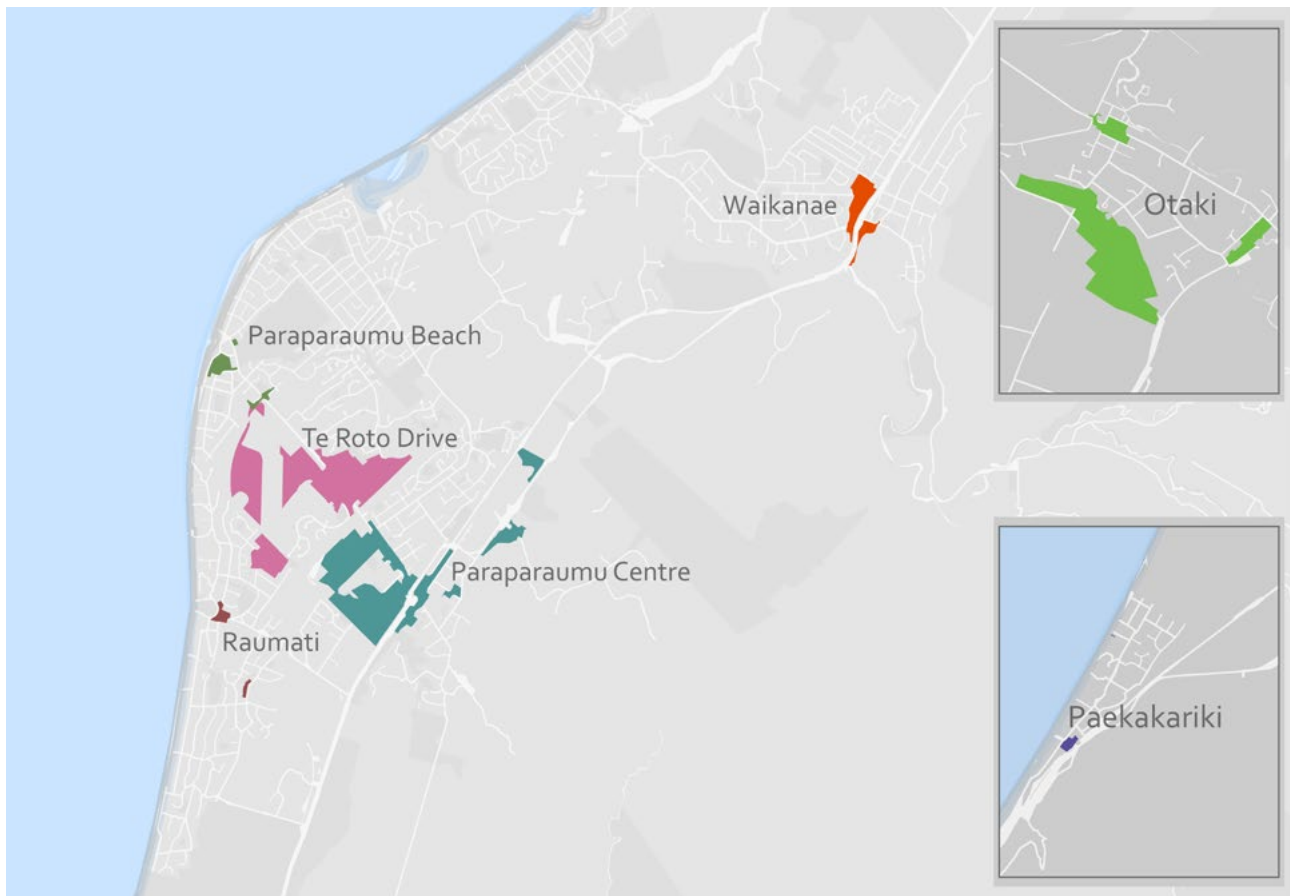 Waikanae
Otaki
Paraparaumu Beach
Te Roto Drive
Paraparaumu Centre
Raumati
Paekakariki